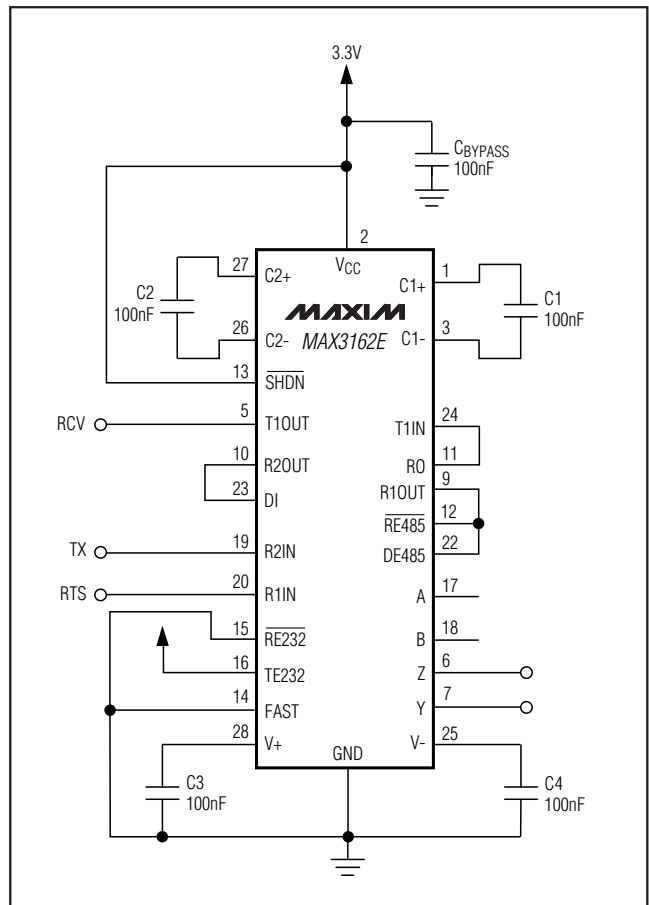 3.3V
CBYPASS
100nF
2
VCC
27
C2+
C2
100nF
26
C2-
1
C1+
C1
100nF
3
C1-
MAXIM
MAX3162E
13
SHDN
RCV
5
T1OUT
24
T1IN
10
R2OUT
11
RO
9
R1OUT
23
DI
12
RE485
22
DE485
TX
19
R2IN
RTS
20
R1IN
17
A
15
RE232
18
B
16
TE232
6
Z
14
FAST
7
Y
28
V+
25
V-
GND
C3
100nF
C4
100nF